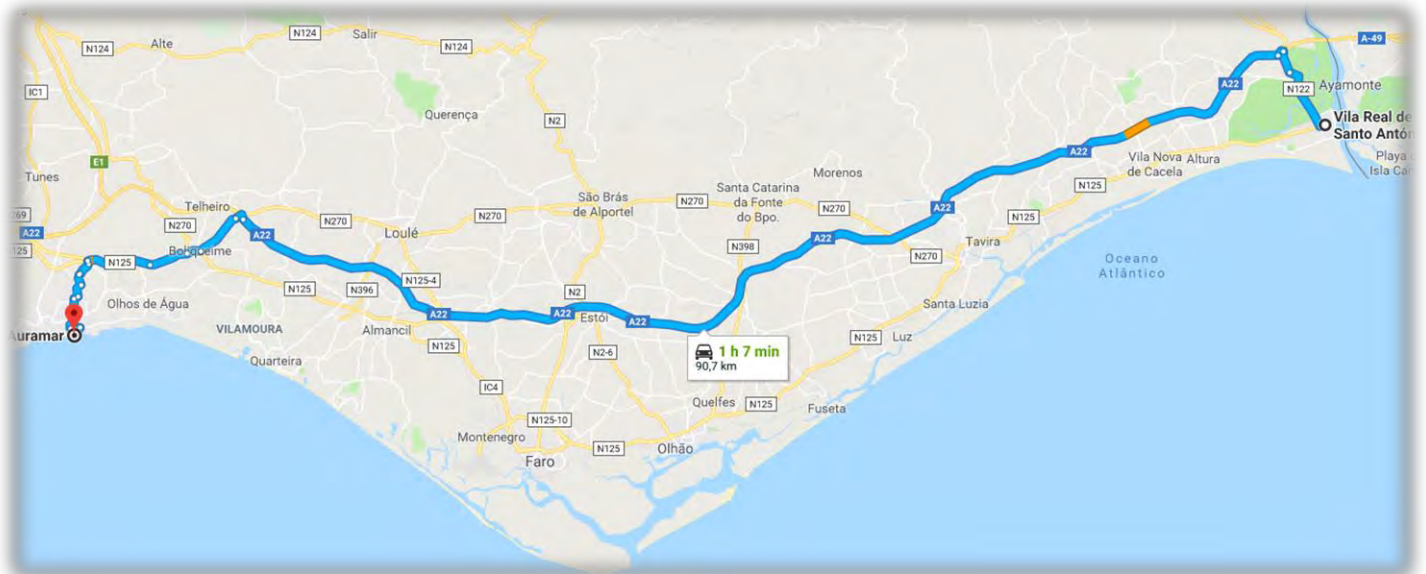 N124
Alte
N124
Salir
N124
A-49
IC1
Querença
N2
A22
N122
Ayamonte
Vila Real de
Santo Antón
A22
Playa
Isla Can
E1
Tunes
Vila Nova
de Cacela
Altura
N125
Morenos
Santa Catarina
da Fonte
do Bpo.
São Brás
de Alportel
N270
N270
A22
N125
Telheiro
N270
N270
Loulé
N270
A22
A22
N125
A22
N398
A22
Tavira
N270
Oceano
Atlântico
N125
Boliqueime
N125-4
N396
N125
N2
Olhos de Água
Santa Luzia
VILAMOURA
Almancil
A22
A22
Estói
A22
Auramar
N125
N2-6
1 h 7 min
90,7 km
N125
Luz
Quarteira
IC4
Quelfes
N125
Fuseta
N125-10
Montenegro
N125
Olhão
Faro